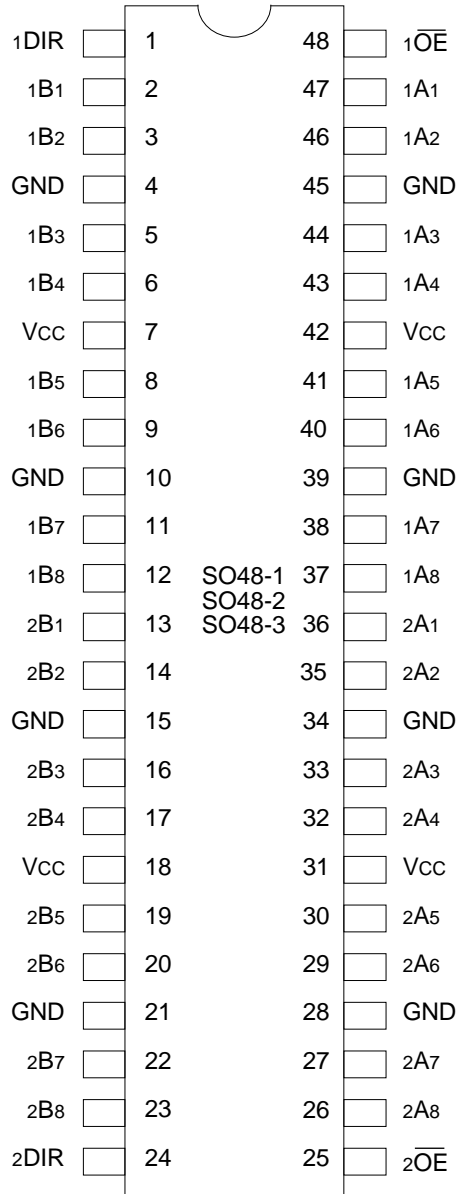 1DIR 1 48 1O̅E̅
1B1 2 47 1A1
1B2 3 46 1A2
GND 4 45 GND
1B3 5 44 1A3
1B4 6 43 1A4
VCC 7 42 VCC
1B5 8 41 1A5
1B6 9 40 1A6
GND 10 39 GND
1B7 11 38 1A7
1B8 12 SO48-1 37 1A8
SO48-2
2B1 13 SO48-3 36 2A1
2B2 14 35 2A2
GND 15 34 GND
2B3 16 33 2A3
2B4 17 32 2A4
VCC 18 31 VCC
2B5 19 30 2A5
2B6 20 29 2A6
GND 21 28 GND
2B7 22 27 2A7
2B8 23 26 2A8
2DIR 24 25 2O̅E̅